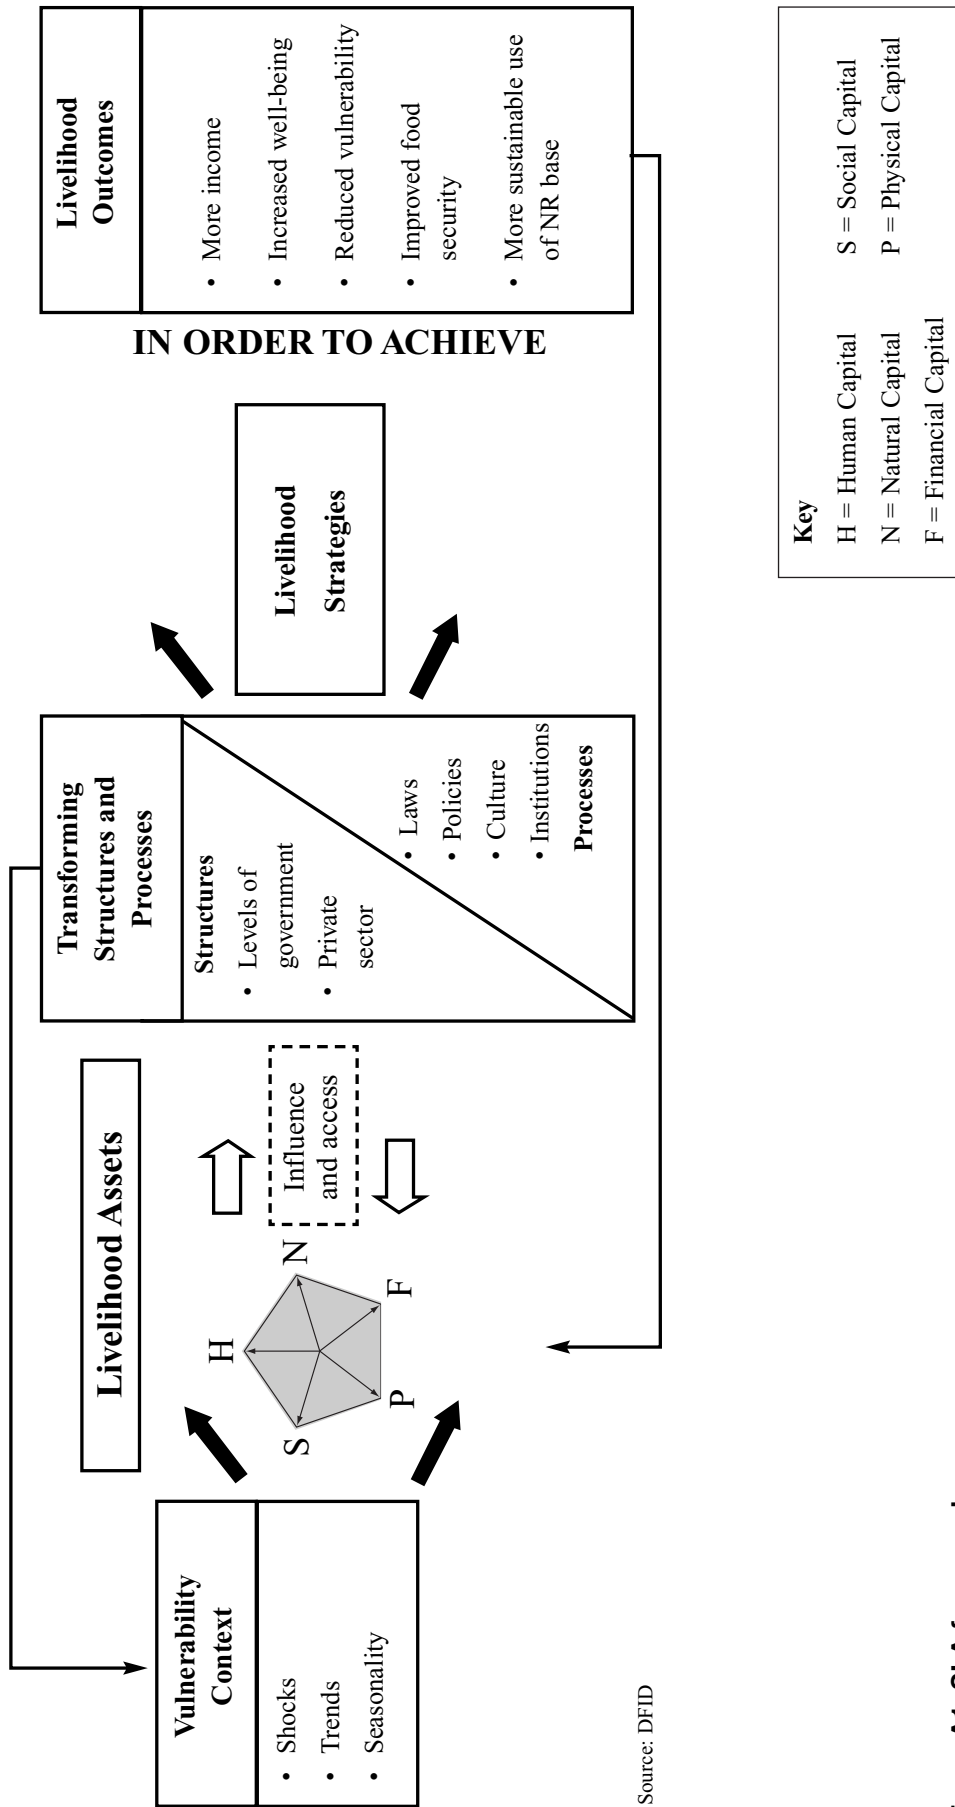 Vulnerability
Context
• Shocks
• Trends
• Seasonality
Livelihood Assets
H
S
N
P
F
Influence
and access
Transforming
Structures and
Processes
Structures
• Levels of
government
• Private
sector
• Laws
• Policies
• Culture
• Institutions
Processes
Livelihood
Strategies
IN ORDER TO ACHIEVE
Livelihood
Outcomes
• More income
• Increased well-being
• Reduced vulnerability
• Improved food
security
• More sustainable use
of NR base
Source: DFID
Key
H = Human Capital
S = Social Capital
N = Natural Capital
P = Physical Capital
F = Financial Capital